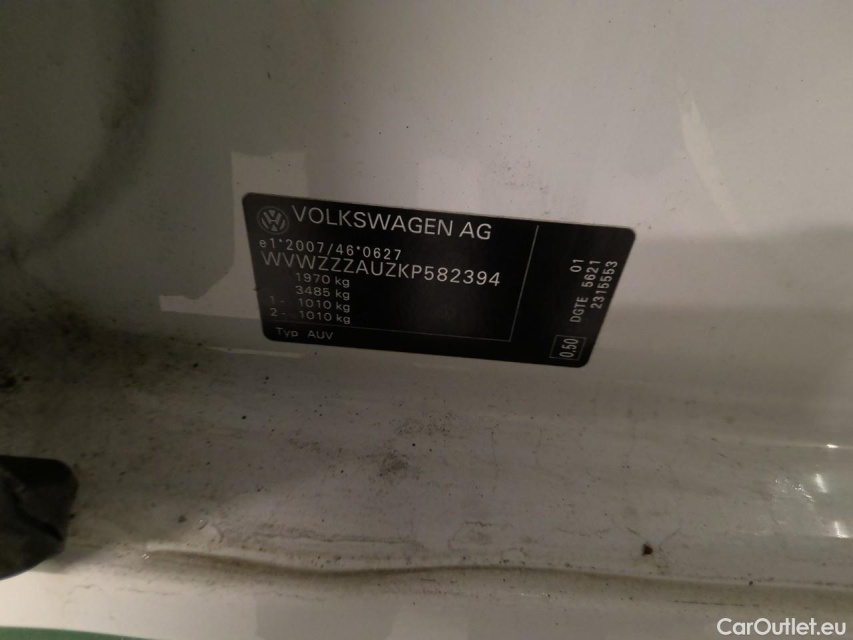 VOLKSWAGEN AG
e1*2007/46*0627
WVWZZZAUZKP582394
1970 kg
3485 kg
1 - 1010 kg
2 - 1010 kg
Typ AUV
01
DGTE 5621
2315553
0.50
CarOutlet.eu